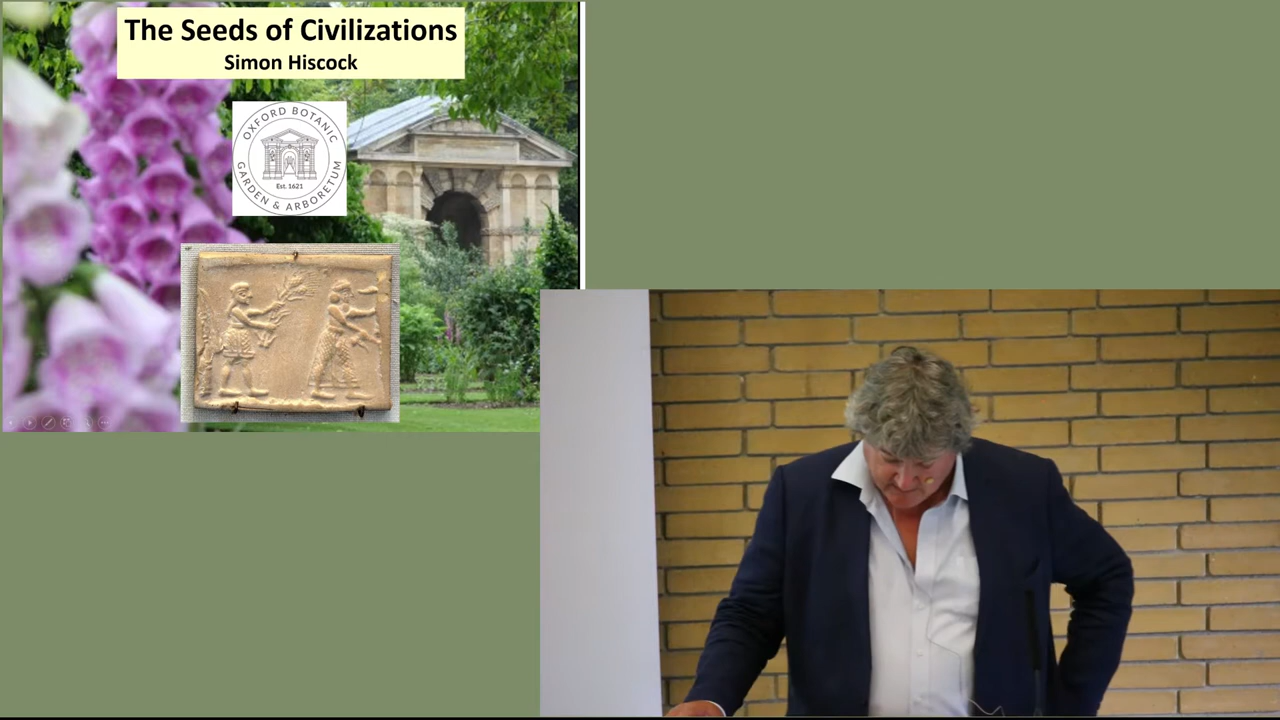 The Seeds of Civilizations
Simon Hiscock
OXFORD BOTANIC
Est. 1621
GARDEN & ARBORETUM